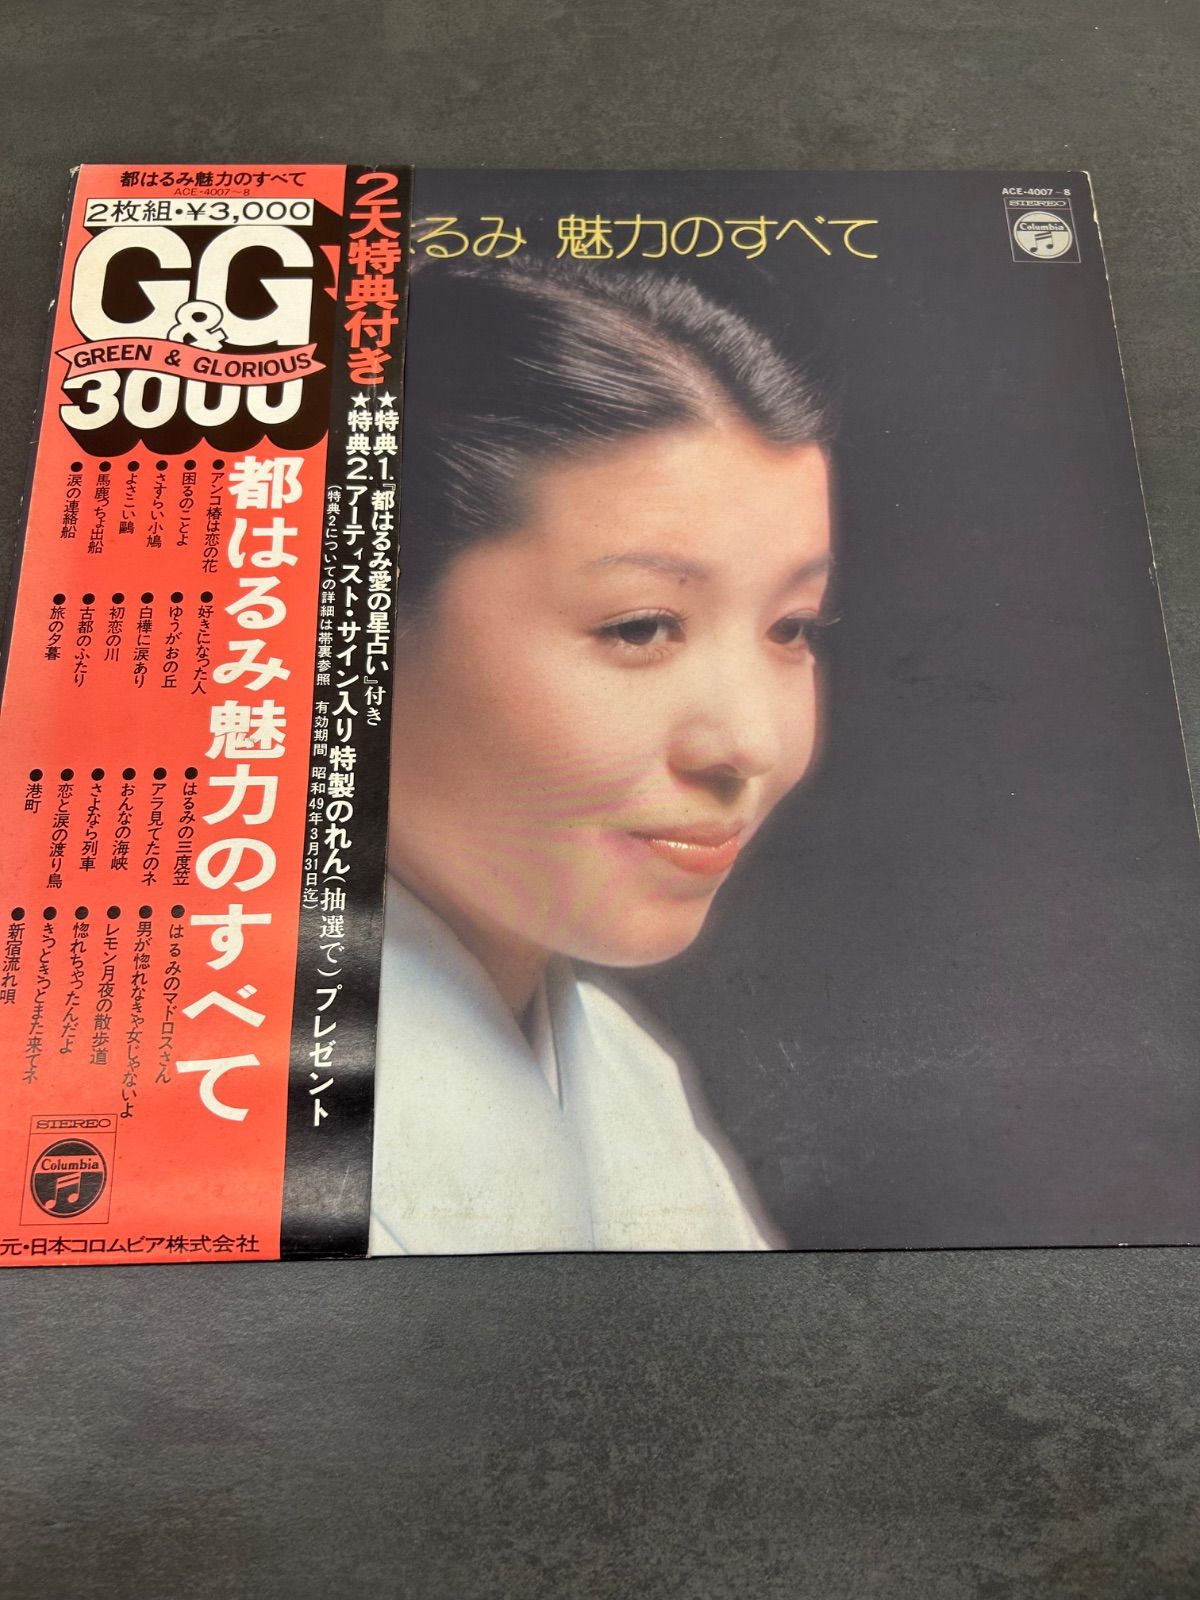 都はるみ魅力のすべて
ACE-4007~8
2枚組・¥3,000
G&G
GREEN & GLORIOUS
3000
都はるみ魅力のすべて
●アンコ椿は恋の花
●困るのことよ
●さすらい小鳩
●よさこい鷗
●馬鹿っちょ出船
●涙の連絡船
●好きになった人
●ゆうがおの丘
●白樺に涙あり
●初恋の川
●古都のふたり
●旅の夕暮
●はるみの三度笠
●アラ見てたのネ
●おんなの海峡
●さよなら列車
●恋と涙の渡り鳥
●港町
●はるみのマドロスさん
●男が惚れなきゃ女じゃないよ
●レモン月夜の散歩道
●惚れちゃったんだよ
●きっときっとまた来てネ
●新宿流れ唄
STEREO
Columbia
元・日本コロムビア株式会社
2大特典付き
★特典1.『都はるみ愛の星占い』付き
★特典2.アーティスト・サイン入り特製のれん(抽選で)プレゼント
(特典2についての詳細は帯裏参照 有効期間 昭和49年3月31日迄)
はるみ 魅力のすべて
ACE-4007~8
STEREO
Columbia